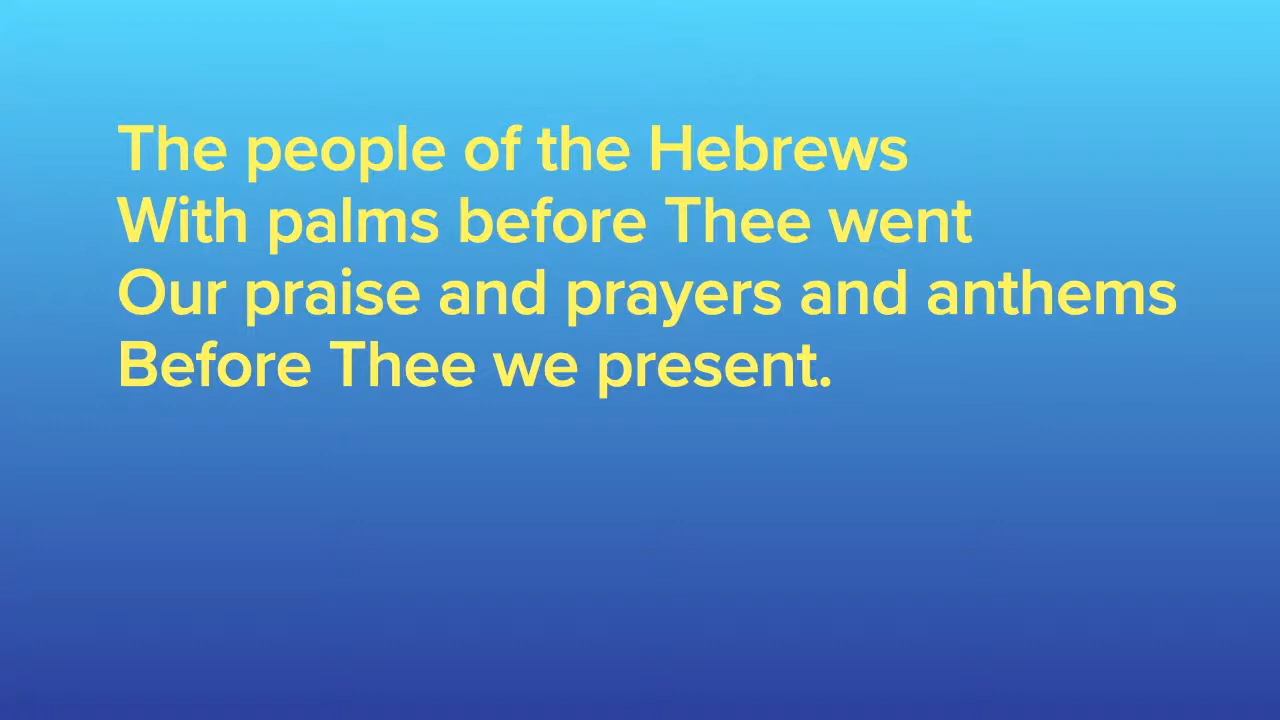 The people of the Hebrews
With palms before Thee went
Our praise and prayers and anthems
Before Thee we present.